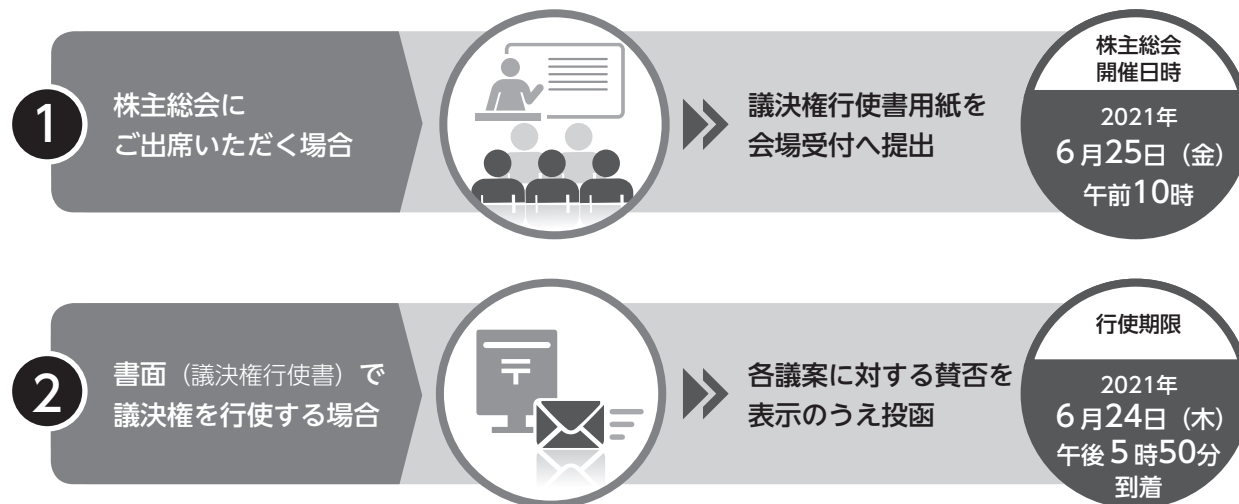 1
株主総会に
ご出席いただく場合
議決権行使書用紙を
会場受付へ提出
株主総会
開催日時
2021年
6月25日(金)
午前10時
2
書面(議決権行使書)で
議決権を行使する場合
〒
各議案に対する賛否を
表示のうえ投函
行使期限
2021年
6月24日(木)
午後5時50分
到着